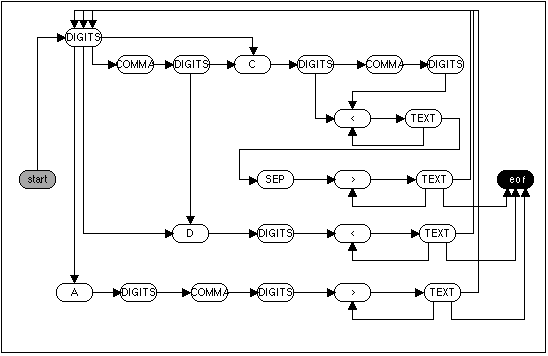 DIGITS
COMMA DIGITS C DIGITS COMMA DIGITS
< TEXT
start SEP > TEXT eof
D DIGITS < TEXT
A DIGITS COMMA DIGITS > TEXT